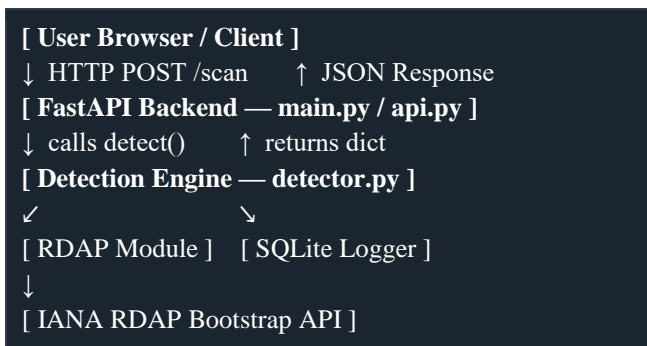 [ User Browser / Client ]
↓ HTTP POST /scan ↑ JSON Response
[ FastAPI Backend — main.py / api.py ]
↓ calls detect() ↑ returns dict
[ Detection Engine — detector.py ]
↙ ↘
[ RDAP Module ] [ SQLite Logger ]
↓
[ IANA RDAP Bootstrap API ]